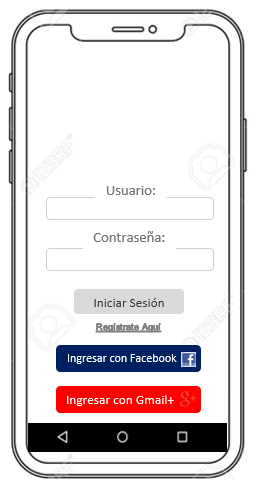 Usuario:
Contraseña:
Iniciar Sesión
Regístrate Aquí
Ingresar con Facebook f
Ingresar con Gmail+ g+